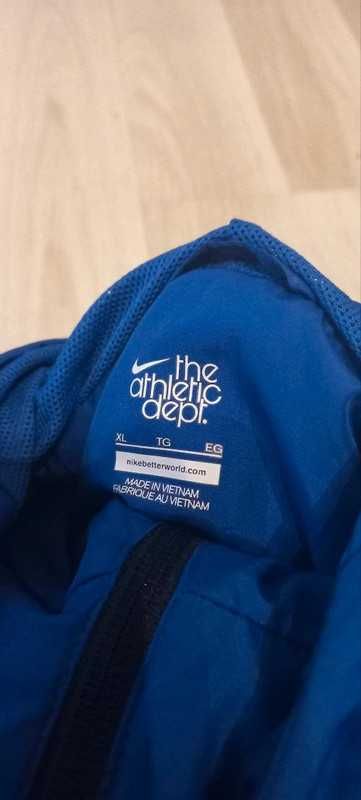 the
athletic
dept.
XL TG EG
nikebetterworld.com
MADE IN VIETNAM
FABRIQUE AU VIETNAM